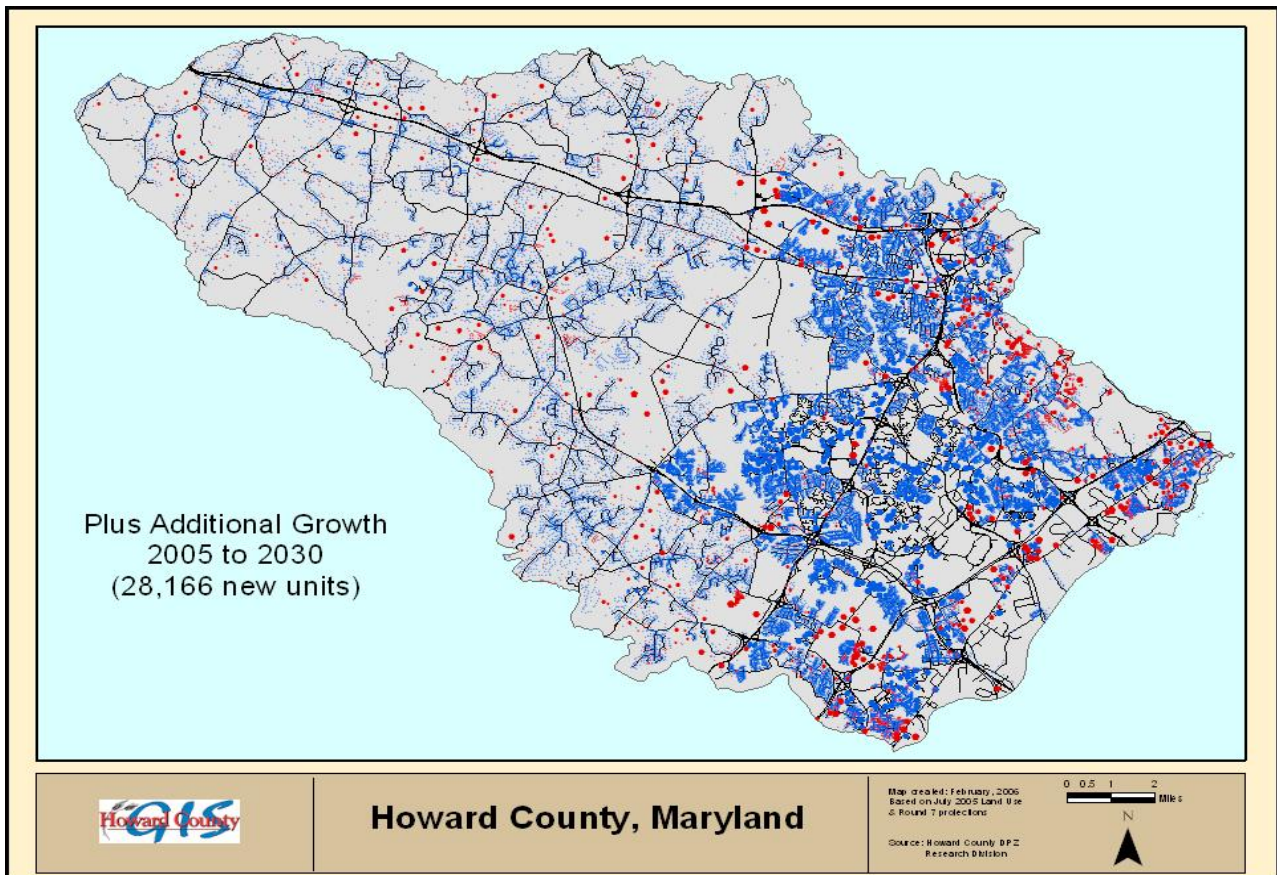 Plus Additional Growth
2005 to 2030
(28,166 new units)
GIS
Howard County
Howard County, Maryland
Map created: February, 2006
Based on July 2005 Land Use
& Round 7 projections
Source: Howard County DPZ
Research Division
0 0.5 1 2
Miles
N